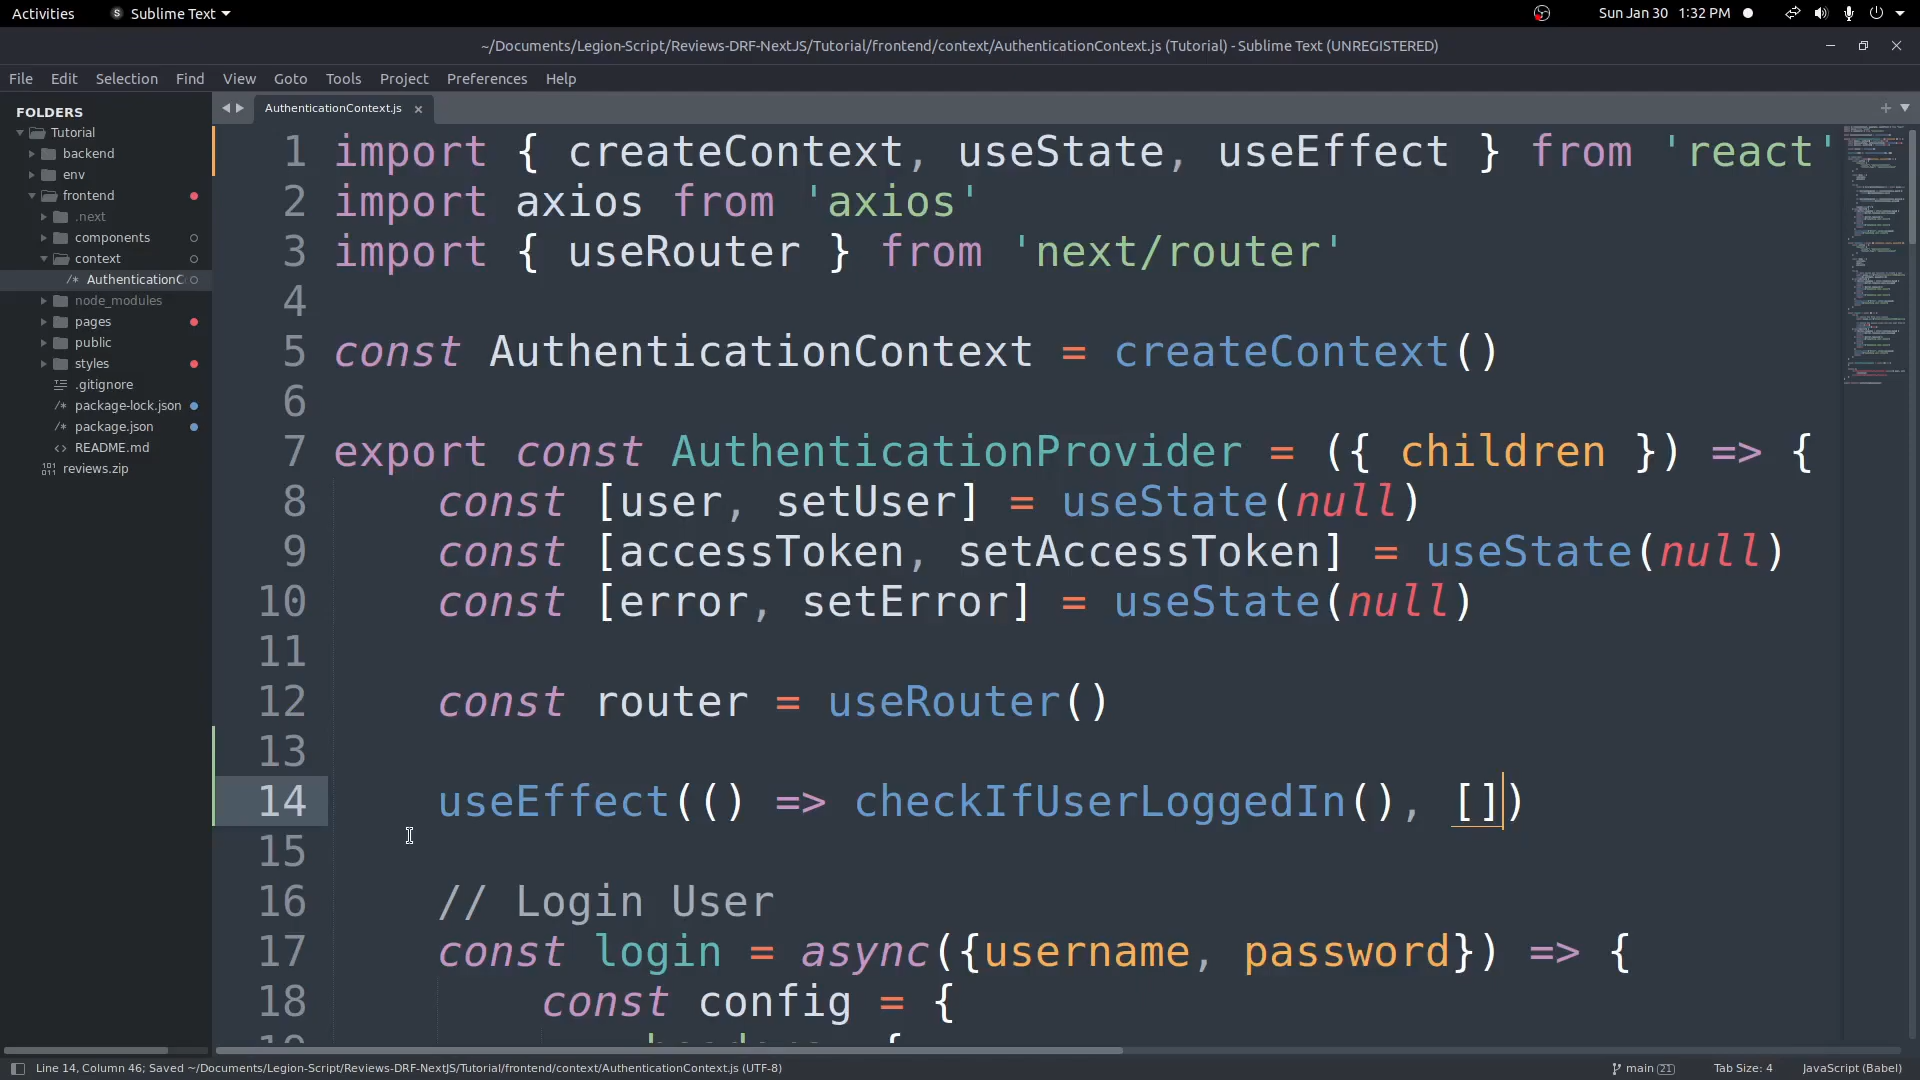 Activities
Sublime Text
Sun Jan 30 1:32 PM
~/Documents/Legion-Script/Reviews-DRF-NextJS/Tutorial/frontend/context/AuthenticationContext.js (Tutorial) - Sublime Text (UNREGISTERED)
File Edit Selection Find View Goto Tools Project Preferences Help
FOLDERS
Tutorial
backend
env
frontend
.next
components
context
/* AuthenticationC
node_modules
pages
public
styles
.gitignore
/* package-lock.json
/* package.json
<> README.md
reviews.zip
AuthenticationContext.js
1 import { createContext, useState, useEffect } from 'react'
2 import axios from 'axios'
3 import { useRouter } from 'next/router'
4
5 const AuthenticationContext = createContext()
6
7 export const AuthenticationProvider = ({ children }) => {
8 const [user, setUser] = useState(null)
9 const [accessToken, setAccessToken] = useState(null)
10 const [error, setError] = useState(null)
11
12 const router = useRouter()
13
14 useEffect(() => checkIfUserLoggedIn(), [])
15
16 // Login User
17 const login = async({username, password}) => {
18 const config = {
Line 14, Column 46; Saved ~/Documents/Legion-Script/Reviews-DRF-NextJS/Tutorial/frontend/context/AuthenticationContext.js (UTF-8)
main 21
Tab Size: 4
JavaScript (Babel)